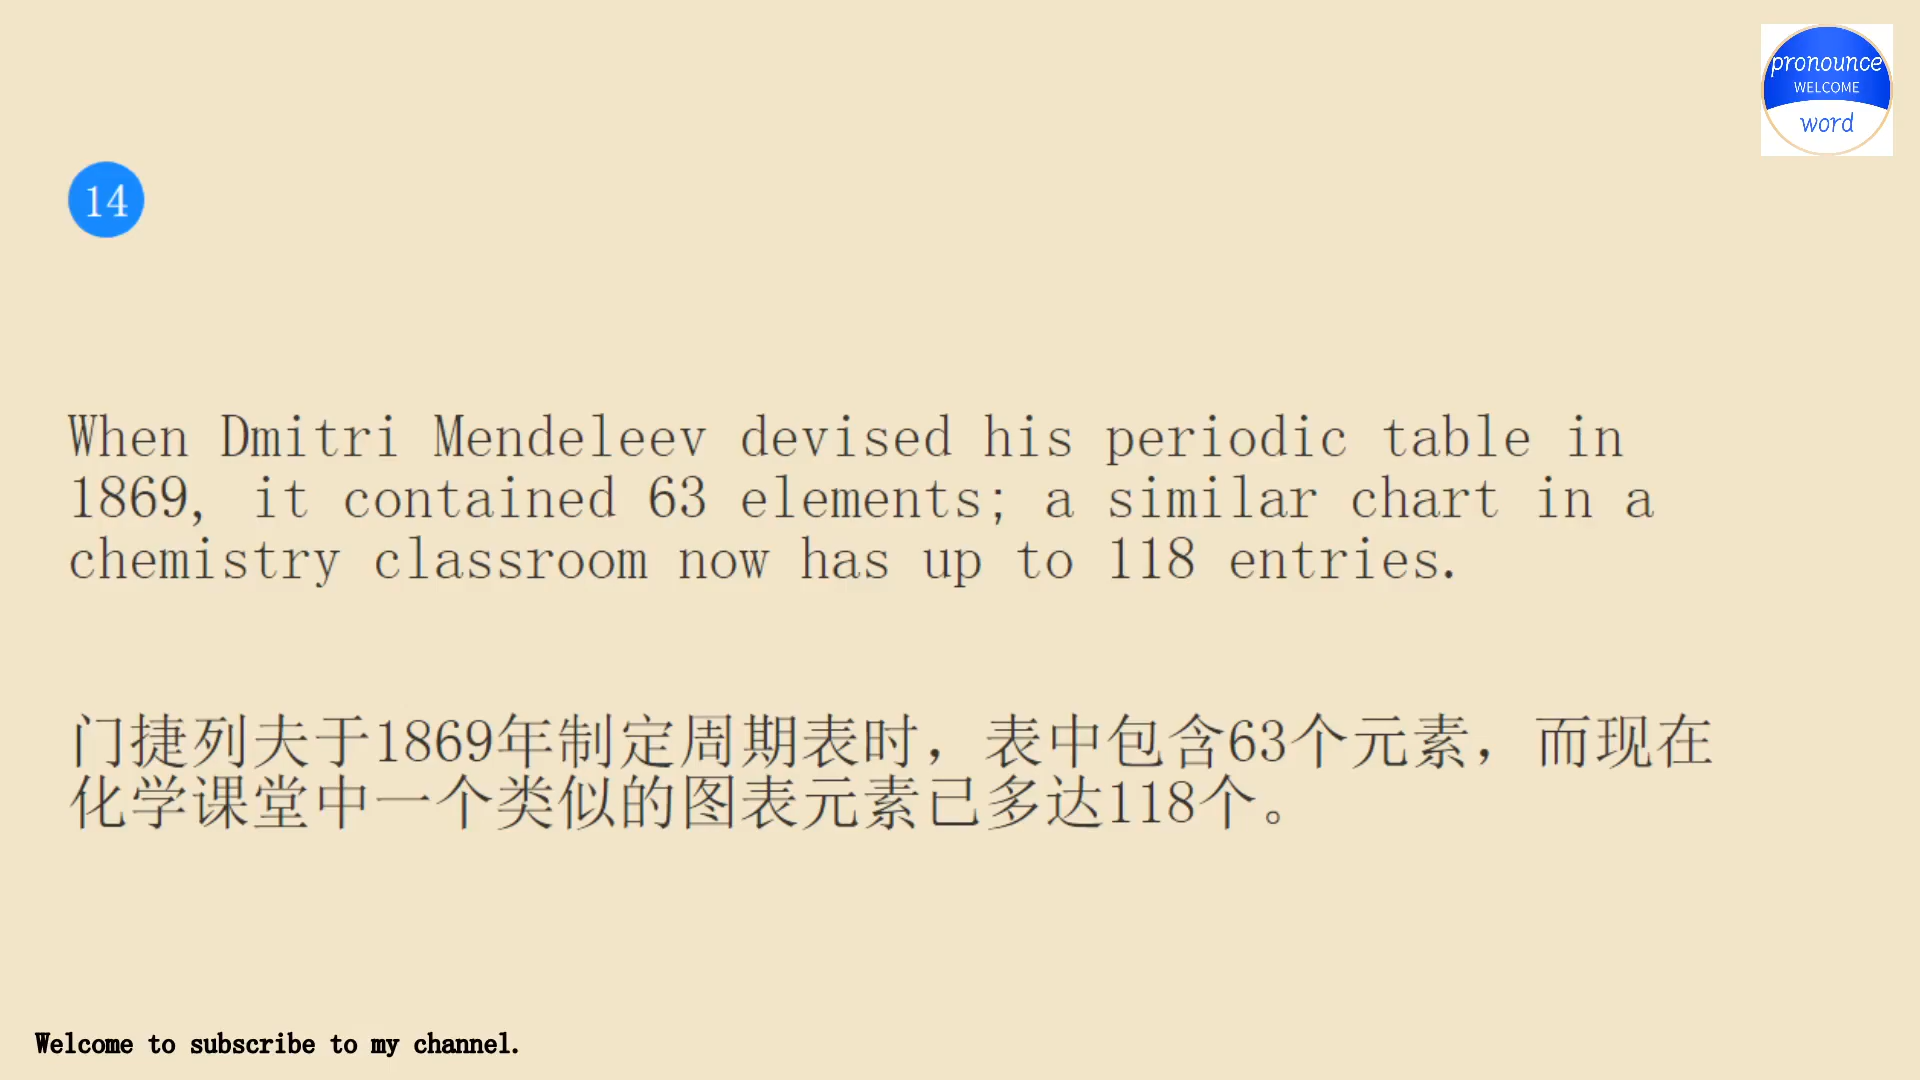 pronounce
WELCOME
word
14
When Dmitri Mendeleev devised his periodic table in
1869, it contained 63 elements; a similar chart in a
chemistry classroom now has up to 118 entries.
门捷列夫于1869年制定周期表时，表中包含63个元素，而现在
化学课堂中一个类似的图表元素已多达118个。
Welcome to subscribe to my channel.